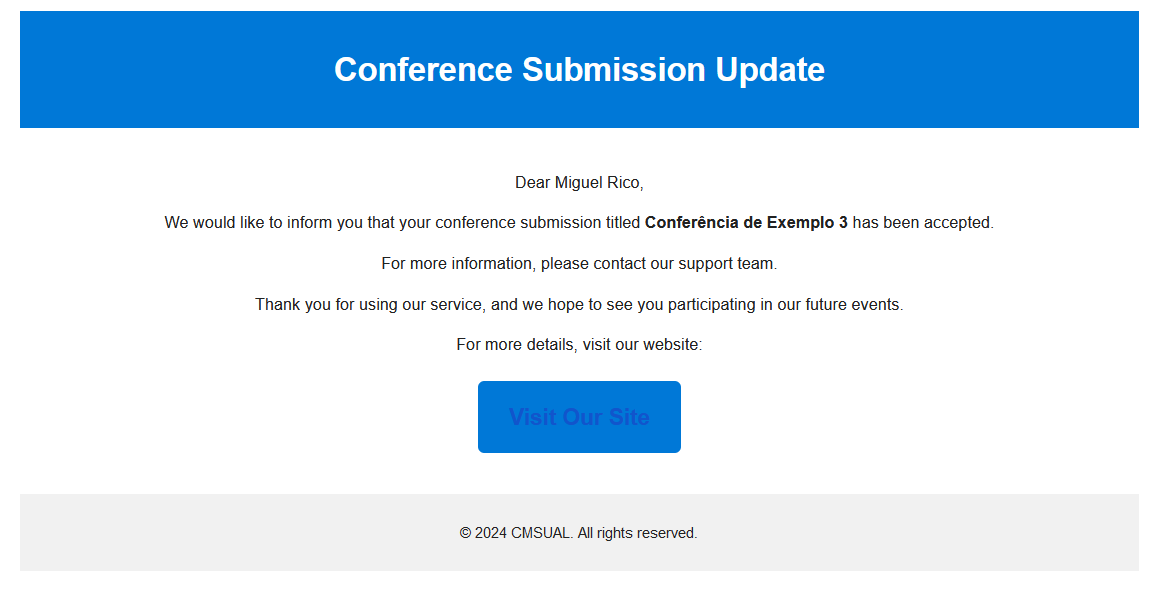 Conference Submission Update
Dear Miguel Rico,
We would like to inform you that your conference submission titled Conferência de Exemplo 3 has been accepted.
For more information, please contact our support team.
Thank you for using our service, and we hope to see you participating in our future events.
For more details, visit our website:
Visit Our Site
© 2024 CMSUAL. All rights reserved.